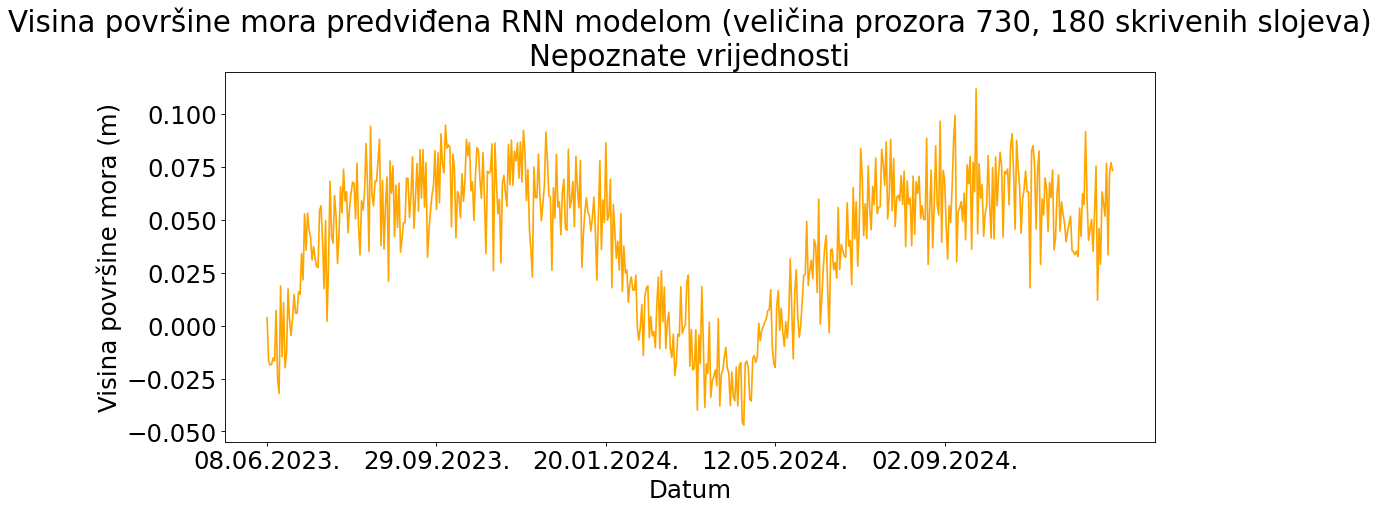 Visina površine mora predviđena RNN modelom (veličina prozora 730, 180 skrivenih slojeva)
Nepoznate vrijednosti
Visina površine mora (m)
0.100
0.075
0.050
0.025
0.000
−0.025
−0.050
08.06.2023. 29.09.2023. 20.01.2024. 12.05.2024. 02.09.2024.
Datum